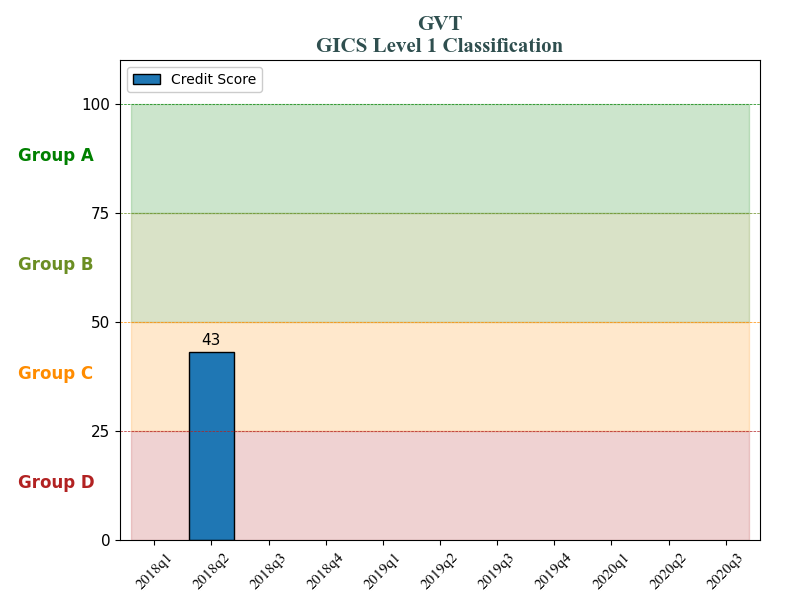 GVT
GICS Level 1 Classification
Credit Score
100
Group A
75
Group B
50
43
Group C
25
Group D
0
2018q1 2018q2 2018q3 2018q4 2019q1 2019q2 2019q3 2019q4 2020q1 2020q2 2020q3